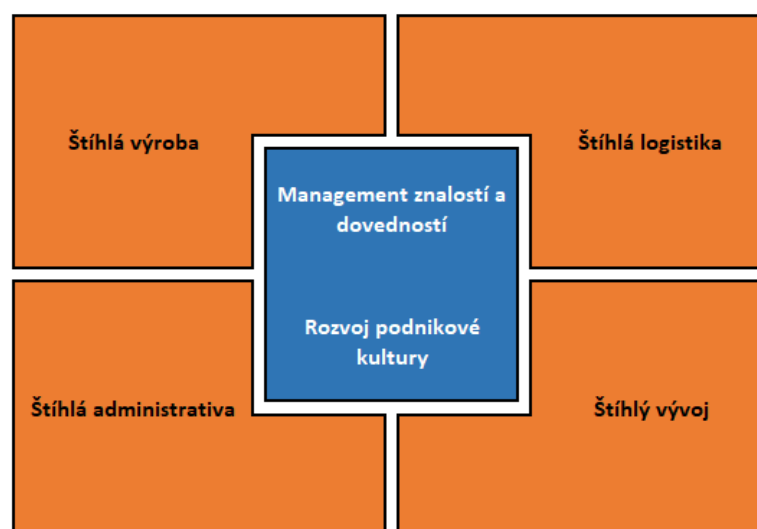 Štíhlá výroba
Štíhlá logistika
Management znalostí a
dovedností
Rozvoj podnikové
kultury
Štíhlá administrativa
Štíhlý vývoj